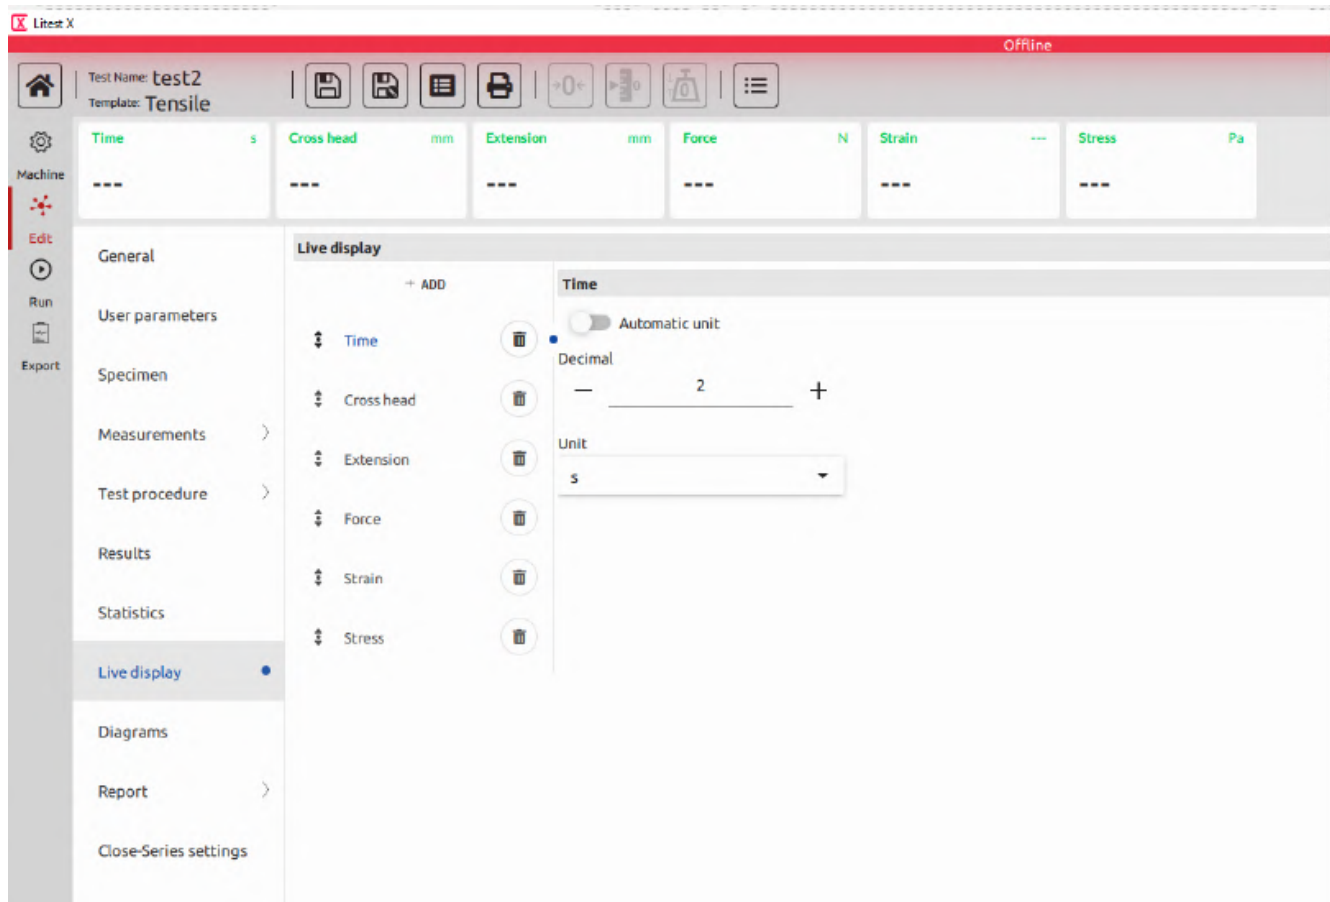 Litest X
Offline
Test Name: test2
Template: Tensile
→0←
Time s
Cross head mm
Extension mm
Force N
Strain ---
Stress Pa
---
---
---
---
---
---
Machine
Edit
Run
Export
General
User parameters
Specimen
Measurements
Test procedure
Results
Statistics
Live display
Diagrams
Report
Close-Series settings
Live display
+ ADD
Time
Cross head
Extension
Force
Strain
Stress
Time
Automatic unit
Decimal
— 2 +
Unit
s